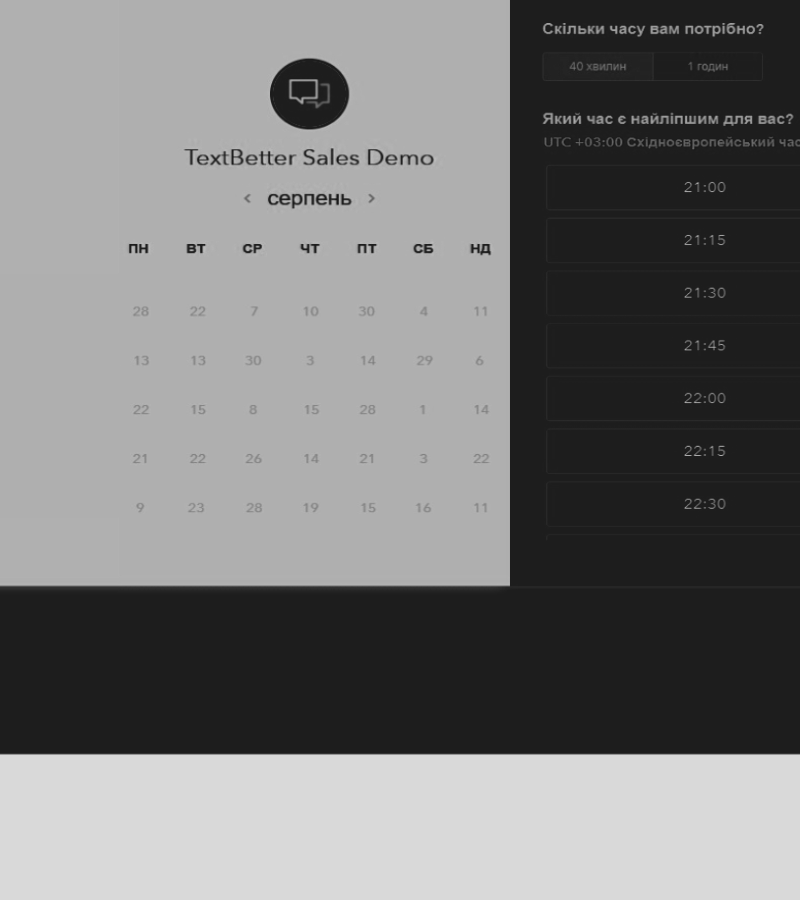 TextBetter Sales Demo
‹ серпень ›
ПН ВТ СР ЧТ ПТ СБ НД
28 22 7 10 30 4 11
13 13 30 3 14 29 6
22 15 8 15 28 1 14
21 22 26 14 21 3 22
9 23 28 19 15 16 11
Скільки часу вам потрібно?
40 хвилин 1 годин
Який час є найліпшим для вас?
UTC +03:00 Східноєвропейський час
21:00
21:15
21:30
21:45
22:00
22:15
22:30